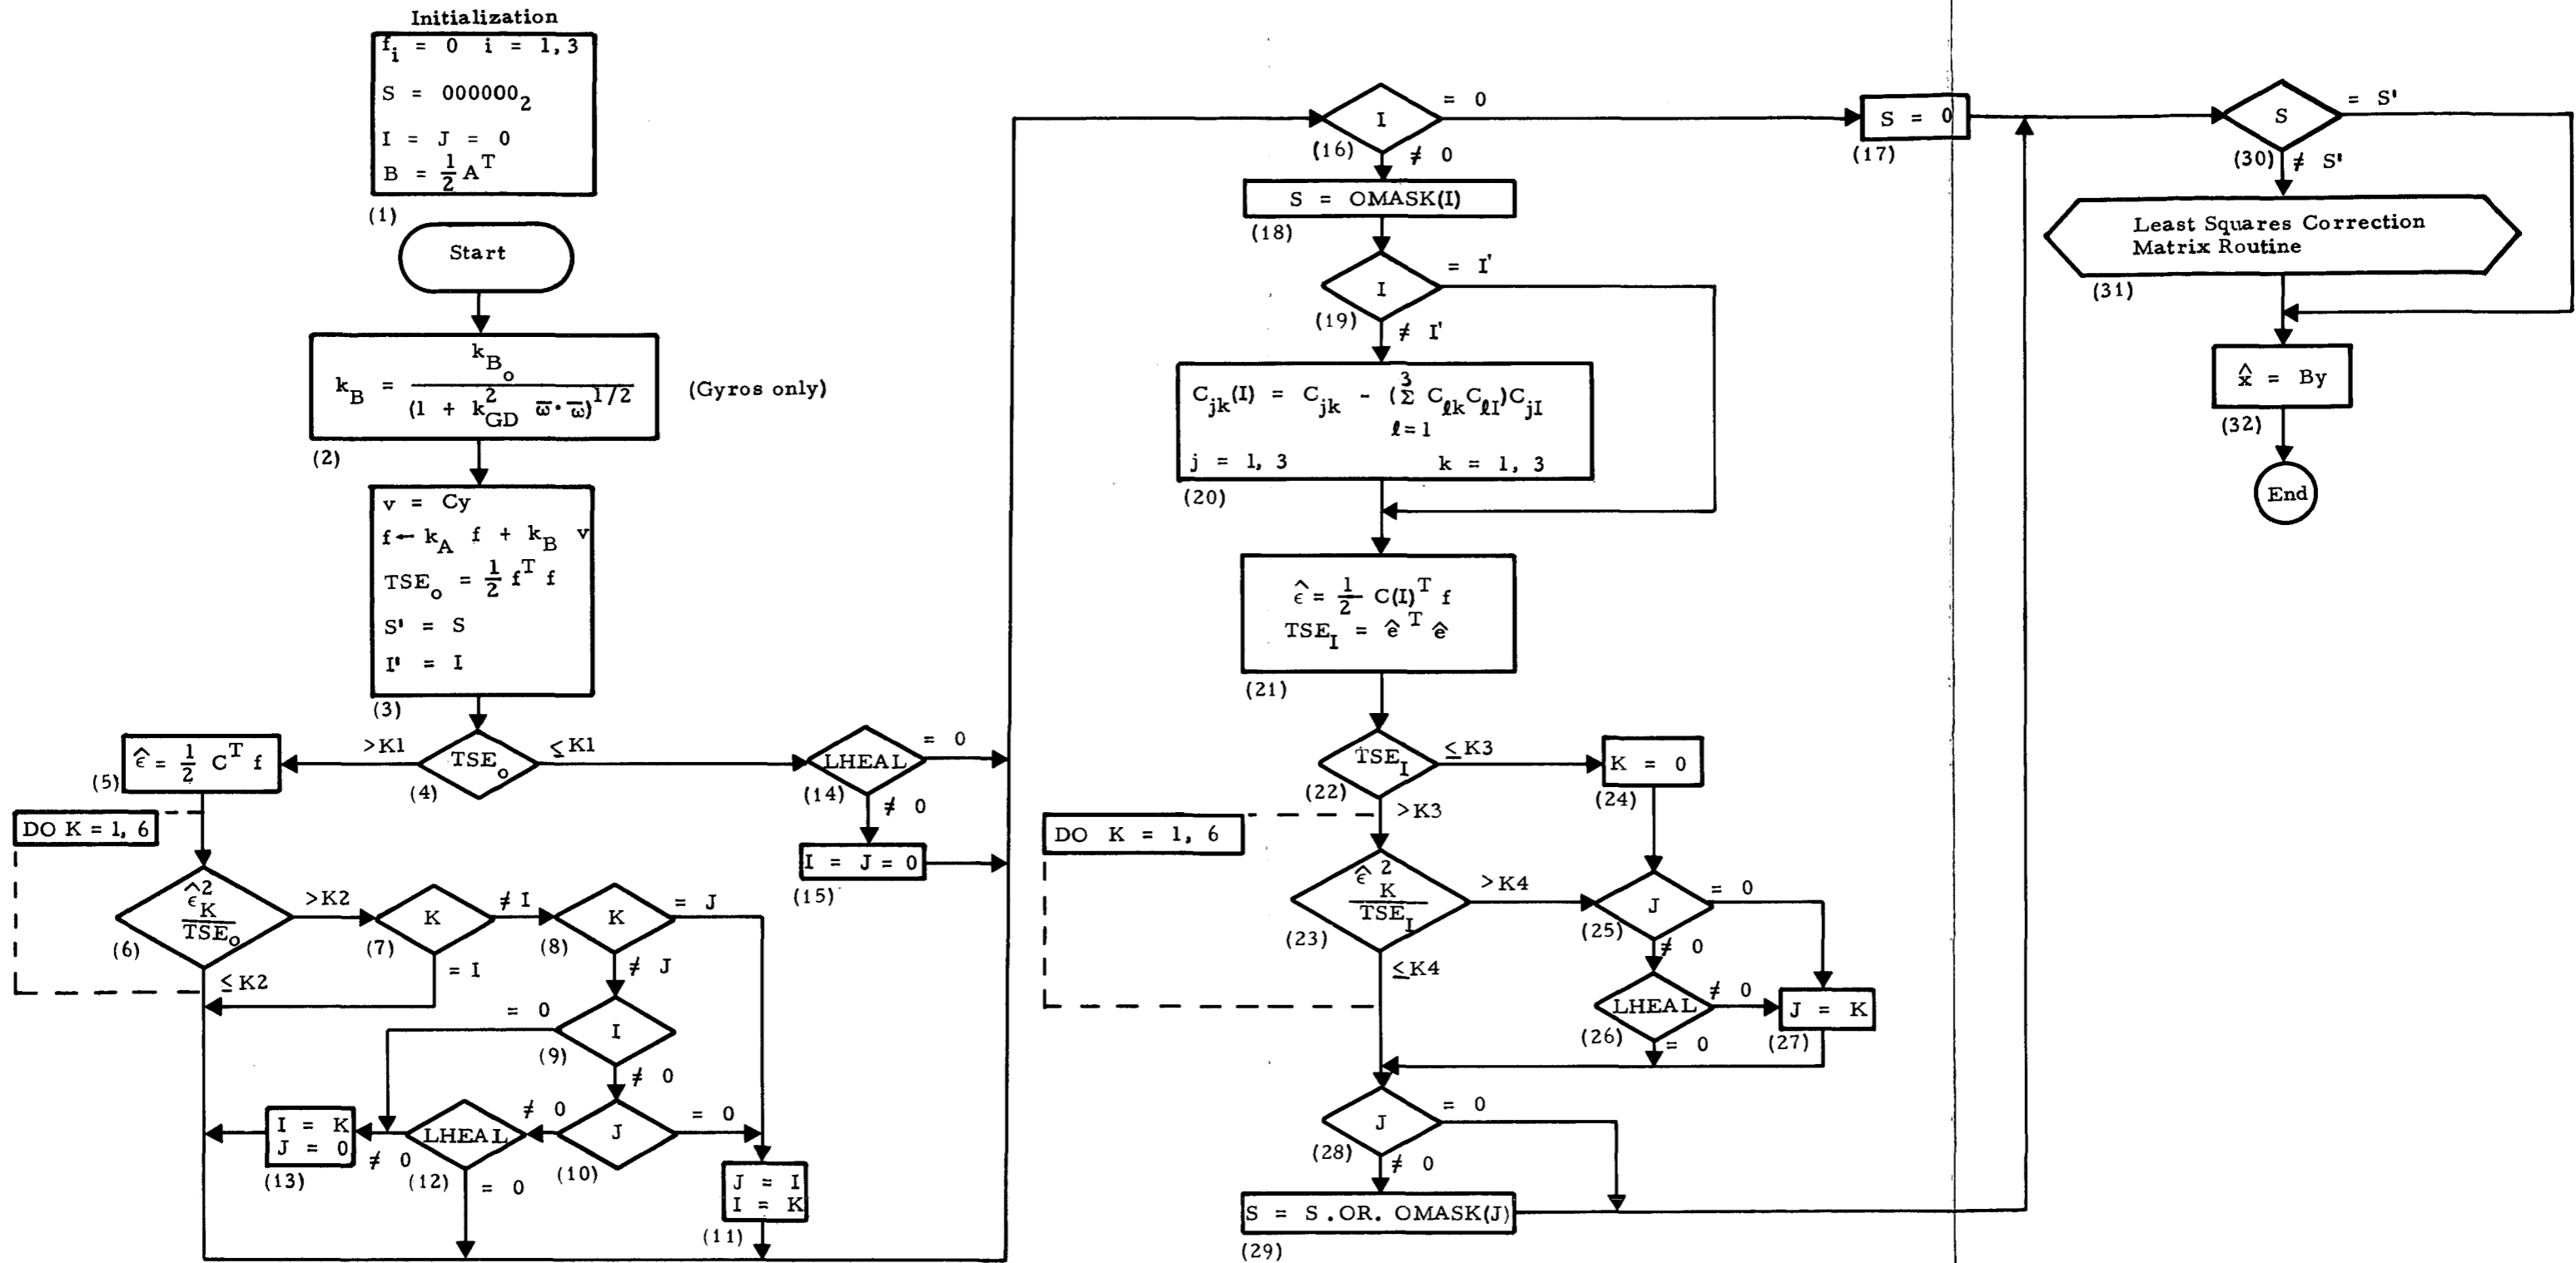 Initialization
f_i = 0 i = 1, 3
S = 000000_2
I = J = 0
B = 1/2 A^T
(1)
Start
k_B = k_B_o / (1 + k_GD^2 ω̅·ω̅)^1/2
(Gyros only)
(2)
v = Cy
f ← k_A f + k_B v
TSE_o = 1/2 f^T f
S' = S
I' = I
(3)
TSE_o
>K1
≤K1
(4)
ε̂ = 1/2 C^T f
(5)
DO K = 1, 6
ε̂_K^2 / TSE_o
>K2
≤K2
(6)
K
≠ I
= I
(7)
K
= J
≠ J
(8)
I
= 0
≠ 0
(9)
J
≠ 0
= 0
(10)
J = I
I = K
(11)
LHEAL
≠ 0
= 0
(12)
I = K
J = 0
(13)
LHEAL
= 0
≠ 0
(14)
I = J = 0
(15)
I
= 0
≠ 0
(16)
S = 0
(17)
S = OMASK(I)
(18)
I
= I'
≠ I'
(19)
C_jk(I) = C_jk - (Σ C_ℓk C_ℓI)C_jI
3
ℓ=1
j = 1, 3 k = 1, 3
(20)
ε̂ = 1/2 C(I)^T f
TSE_I = ê^T ê
(21)
TSE_I
≤K3
>K3
(22)
DO K = 1, 6
ε̂_K^2 / TSE_I
>K4
≤K4
(23)
K = 0
(24)
J
= 0
≠ 0
(25)
LHEAL
≠ 0
= 0
(26)
J = K
(27)
J
= 0
≠ 0
(28)
S = S .OR. OMASK(J)
(29)
S
= S'
≠ S'
(30)
Least Squares Correction
Matrix Routine
(31)
x̂ = By
(32)
End